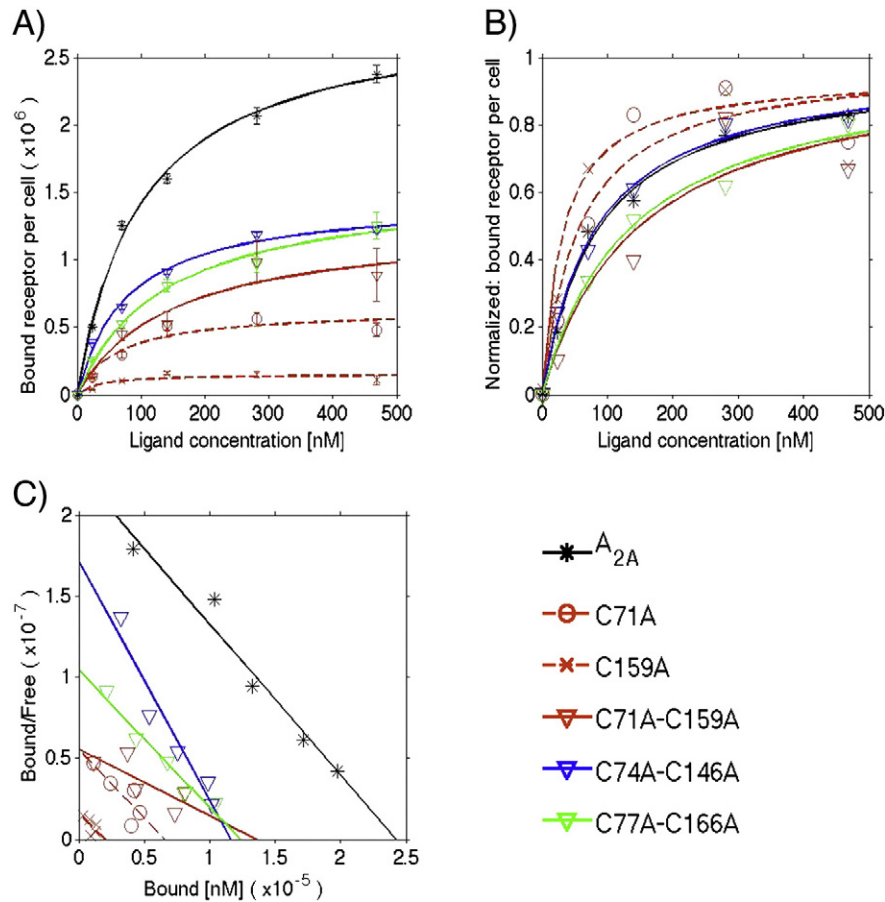 A)
Bound receptor per cell ( x10⁶)
2.5
2
1.5
1
0.5
0
0 100 200 300 400 500
Ligand concentration [nM]
B)
Normalized: bound receptor per cell
1
0.8
0.6
0.4
0.2
0
0 100 200 300 400 500
Ligand concentration [nM]
C)
Bound/Free ( x10⁻⁷)
2
1.5
1
0.5
0
0 0.5 1 1.5 2 2.5
Bound [nM] ( x10⁻⁵)
A₂A
C71A
C159A
C71A-C159A
C74A-C146A
C77A-C166A